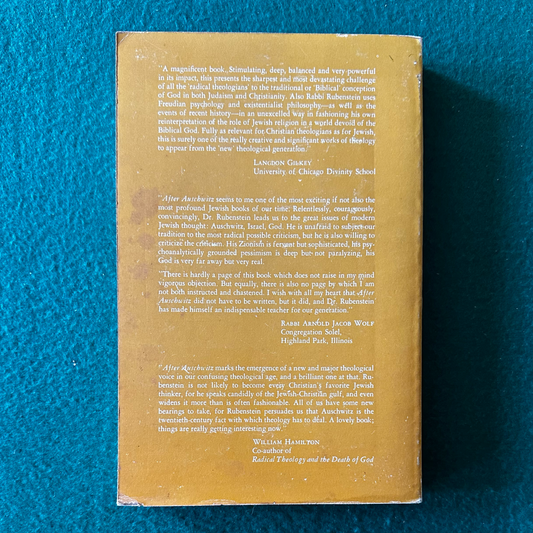 "A magnificent book. Stimulating, deep, balanced and very powerful
in its impact, this presents the sharpest and most devastating challenge
of all the 'radical theologians' to the traditional or 'Biblical' conception
of God in both Judaism and Christianity. Also Rabbi Rubenstein uses
Freudian psychology and existentialist philosophy—as well as the
events of recent history—in an unexcelled way in fashioning his own
reinterpretation of the role of Jewish religion in a world devoid of the
Biblical God. Fully as relevant for Christian theologians as for Jewish,
this is surely one of the really creative and significant works of theology
to appear from the 'new' theological generation."
LANGDON GILKEY
University of Chicago Divinity School
"After Auschwitz seems to me one of the most exciting if not also the
most profound Jewish books of our time. Relentlessly, courageously,
convincingly, Dr. Rubenstein leads us to the great issues of modern
Jewish thought: Auschwitz, Israel, God. He is unafraid to subject our
tradition to the most radical possible criticism, but he is also willing to
criticize the criticism. His Zionism is fervent but sophisticated, his psy-
choanalytically grounded pessimism is deep but not paralyzing, his
God is very far away but very real.
"There is hardly a page of this book which does not raise in my mind
vigorous objection. But equally, there is also no page by which I am
not both instructed and chastened. I wish with all my heart that After
Auschwitz did not have to be written, but it did, and Dr. Rubenstein
has made himself an indispensable teacher for our generation."
RABBI ARNOLD JACOB WOLF
Congregation Solel,
Highland Park, Illinois
"After Auschwitz marks the emergence of a new and major theological
voice in our confusing theological age, and a brilliant one at that. Ru-
benstein is not likely to become every Christian's favorite Jewish
thinker, for he speaks candidly of the Jewish-Christian gulf, and even
widens it more than is often fashionable. All of us have some new
bearings to take, for Rubenstein persuades us that Auschwitz is the
twentieth-century fact with which theology has to deal. A lovely book;
things are really getting interesting now."
WILLIAM HAMILTON
Co-author of
Radical Theology and the Death of God